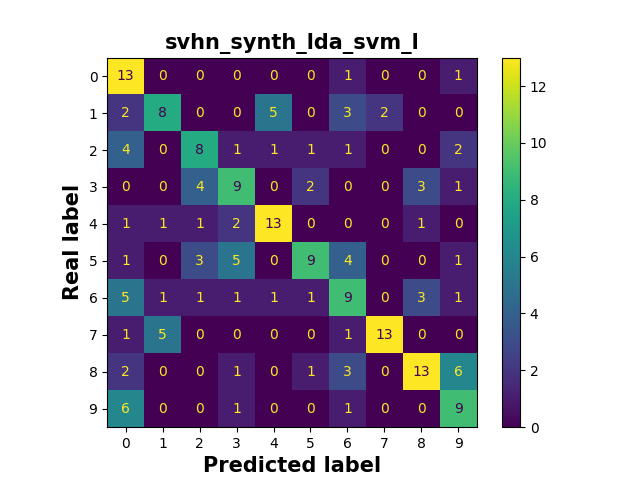 svhn_synth_lda_svm_l
0 13 0 0 0 0 0 1 0 0 1
1 2 8 0 0 5 0 3 2 0 0
2 4 0 8 1 1 1 1 0 0 2
3 0 0 4 9 0 2 0 0 3 1
4 1 1 1 2 13 0 0 0 1 0
5 1 0 3 5 0 9 4 0 0 1
6 5 1 1 1 1 1 9 0 3 1
7 1 5 0 0 0 0 1 13 0 0
8 2 0 0 1 0 1 3 0 13 6
9 6 0 0 1 0 0 1 0 0 9
0 1 2 3 4 5 6 7 8 9
Predicted label
Real label
12
10
8
6
4
2
0